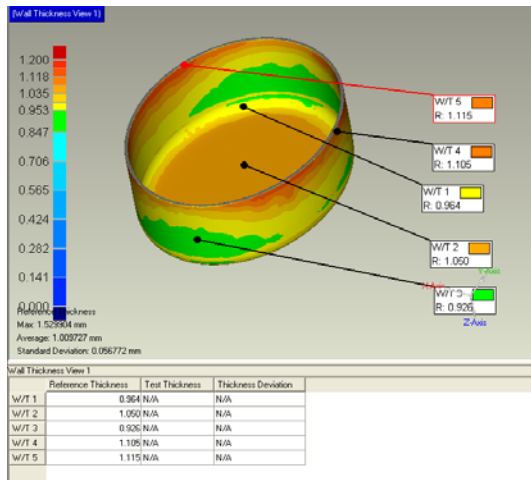 (Wall Thickness View 1)
1.200
1.118
1.035
0.953
0.847
0.706
0.565
0.424
0.282
0.141
0.000
Reference Thickness
Max: 1.529904 mm
Average: 1.009727 mm
Standard Deviation: 0.056772 mm
W/T 5
R: 1.115
W/T 4
R: 1.105
W/T 1
R: 0.964
W/T 2
R: 1.050
W/T 3
R: 0.926
Y-Axis
X-Axis
Z-Axis
Wall Thickness View 1
Reference Thickness Test Thickness Thickness Deviation
W/T 1 0.964 N/A N/A
W/T 2 1.050 N/A N/A
W/T 3 0.926 N/A N/A
W/T 4 1.105 N/A N/A
W/T 5 1.115 N/A N/A